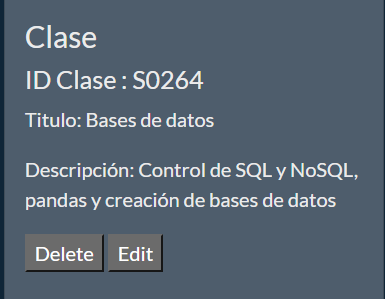 Clase
ID Clase : S0264
Titulo: Bases de datos
Descripción: Control de SQL y NoSQL,
pandas y creación de bases de datos
Delete Edit